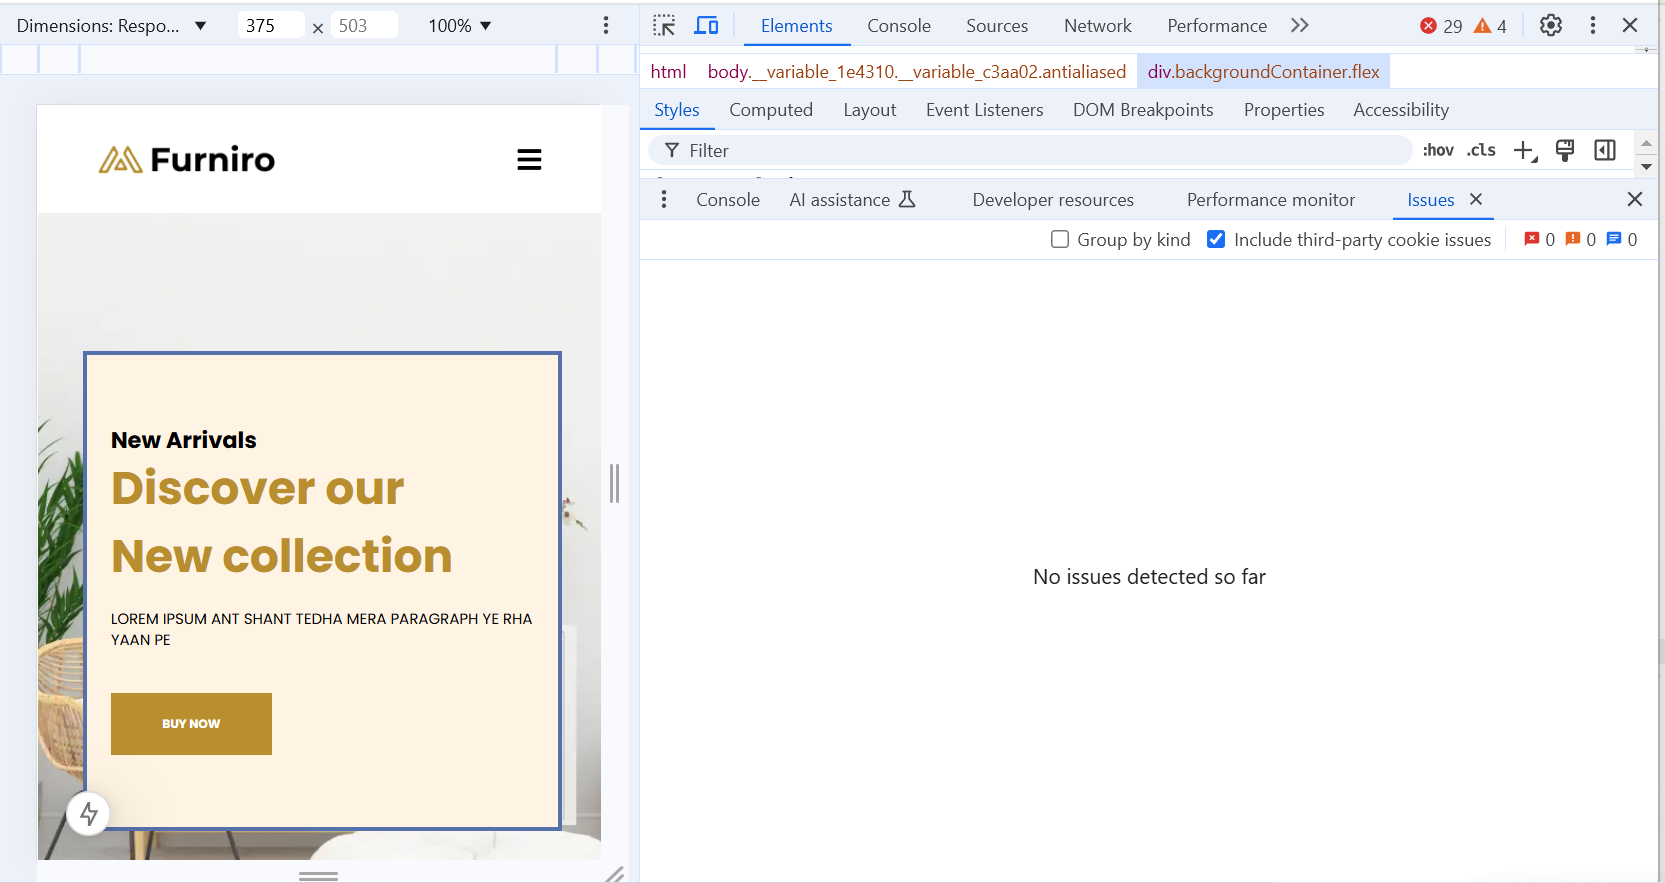 Dimensions: Respo... 375 × 503 100%
Elements Console Sources Network Performance 29 4
html body.__variable_1e4310.__variable_c3aa02.antialiased div.backgroundContainer.flex
Styles Computed Layout Event Listeners DOM Breakpoints Properties Accessibility
Filter :hov .cls
Console AI assistance Developer resources Performance monitor Issues
Group by kind Include third-party cookie issues 0 0 0
No issues detected so far
Furniro
New Arrivals
Discover our
New collection
LOREM IPSUM ANT SHANT TEDHA MERA PARAGRAPH YE RHA
YAAN PE
BUY NOW